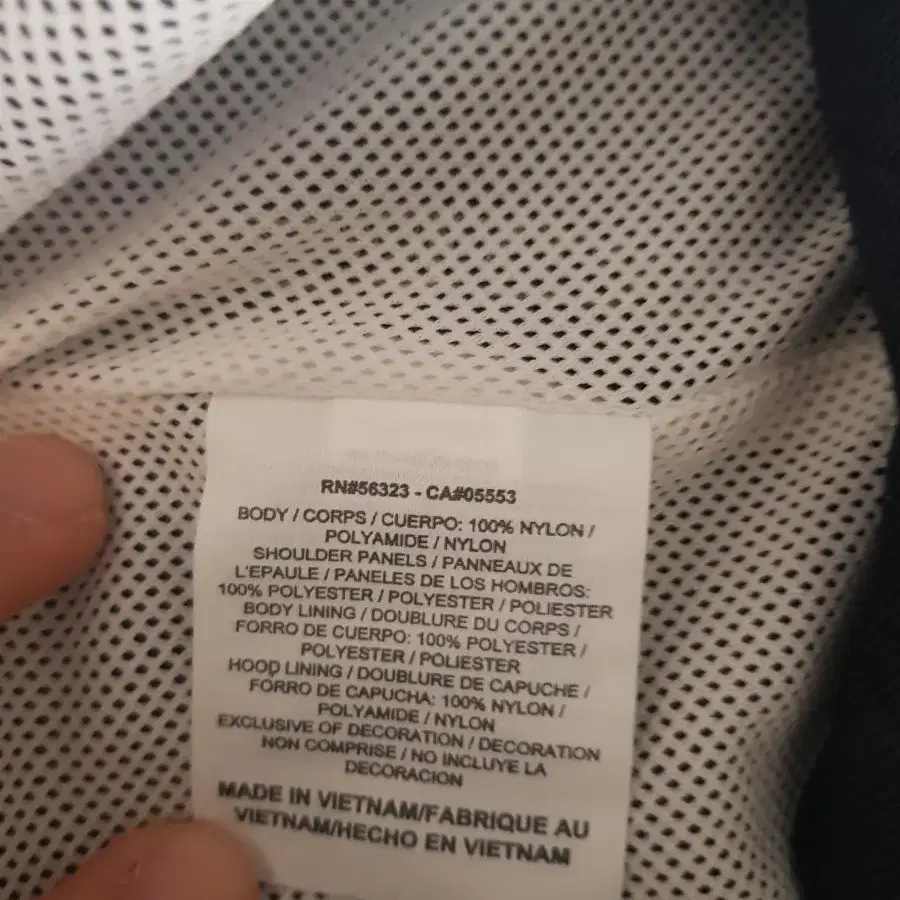 RN#56323 - CA#05553
BODY / CORPS / CUERPO: 100% NYLON /
POLYAMIDE / NYLON
SHOULDER PANELS / PANNEAUX DE
L'EPAULE / PANELES DE LOS HOMBROS:
100% POLYESTER / POLYESTER / POLIESTER
BODY LINING / DOUBLURE DU CORPS /
FORRO DE CUERPO: 100% POLYESTER /
POLYESTER / POLIESTER
HOOD LINING / DOUBLURE DE CAPUCHE /
FORRO DE CAPUCHA: 100% NYLON /
POLYAMIDE / NYLON
EXCLUSIVE OF DECORATION / DECORATION
NON COMPRISE / NO INCLUYE LA
DECORACION
MADE IN VIETNAM/FABRIQUE AU
VIETNAM/HECHO EN VIETNAM